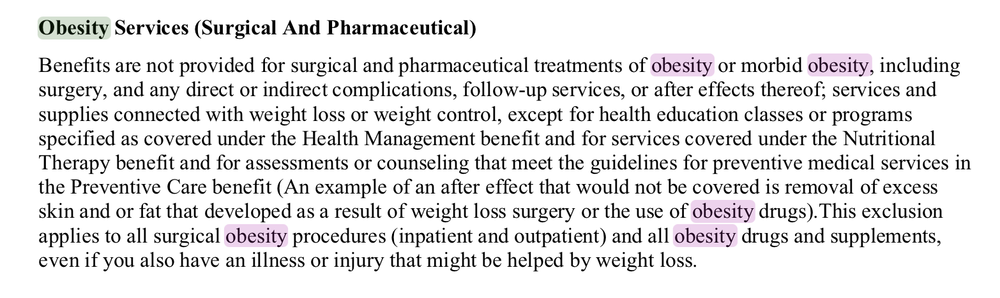 Obesity Services (Surgical And Pharmaceutical)
Benefits are not provided for surgical and pharmaceutical treatments of obesity or morbid obesity, including
surgery, and any direct or indirect complications, follow-up services, or after effects thereof; services and
supplies connected with weight loss or weight control, except for health education classes or programs
specified as covered under the Health Management benefit and for services covered under the Nutritional
Therapy benefit and for assessments or counseling that meet the guidelines for preventive medical services in
the Preventive Care benefit (An example of an after effect that would not be covered is removal of excess
skin and or fat that developed as a result of weight loss surgery or the use of obesity drugs).This exclusion
applies to all surgical obesity procedures (inpatient and outpatient) and all obesity drugs and supplements,
even if you also have an illness or injury that might be helped by weight loss.